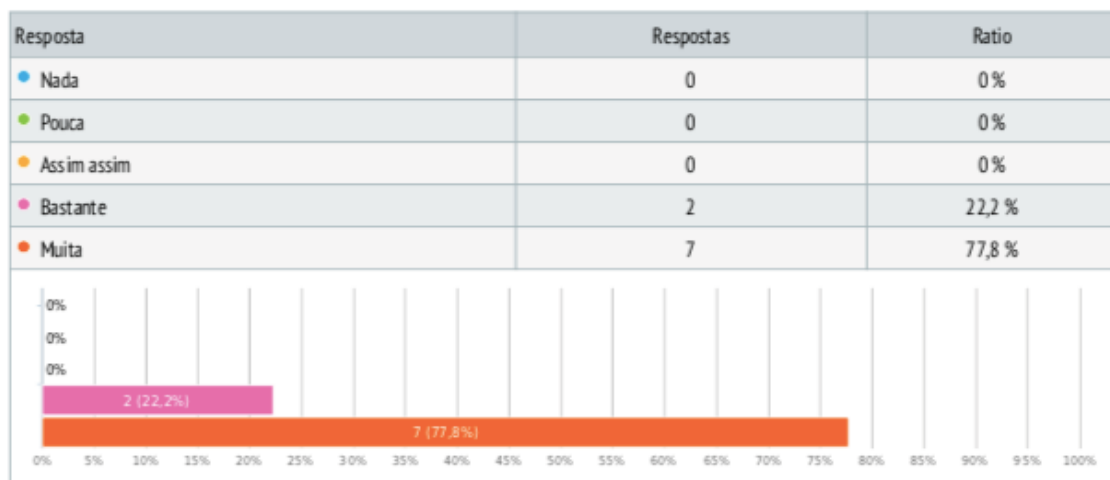 Resposta Respostas Ratio
Nada 0 0 %
Pouca 0 0 %
Assim assim 0 0 %
Bastante 2 22,2 %
Muita 7 77,8 %
0%
0%
0%
2 (22,2%)
7 (77,8%)
0% 5% 10% 15% 20% 25% 30% 35% 40% 45% 50% 55% 60% 65% 70% 75% 80% 85% 90% 95% 100%